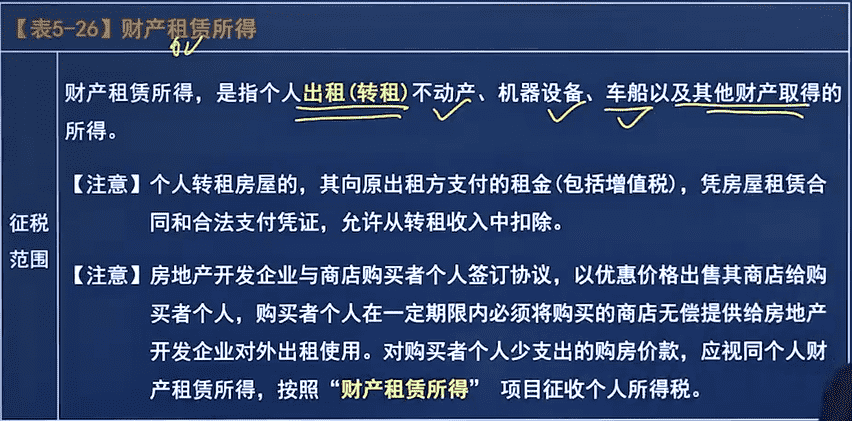 【表5-26】财产租赁所得
财产租赁所得，是指个人出租(转租)不动产、机器设备、车船以及其他财产取得的
所得。
【注意】个人转租房屋的，其向原出租方支付的租金(包括增值税)，凭房屋租赁合
同和合法支付凭证，允许从转租收入中扣除。
征税
范围
【注意】房地产开发企业与商店购买者个人签订协议，以优惠价格出售其商店给购
买者个人，购买者个人在一定期限内必须将购买的商店无偿提供给房地产
开发企业对外出租使用。对购买者个人少支出的购房价款，应视同个人财
产租赁所得，按照“财产租赁所得” 项目征收个人所得税。